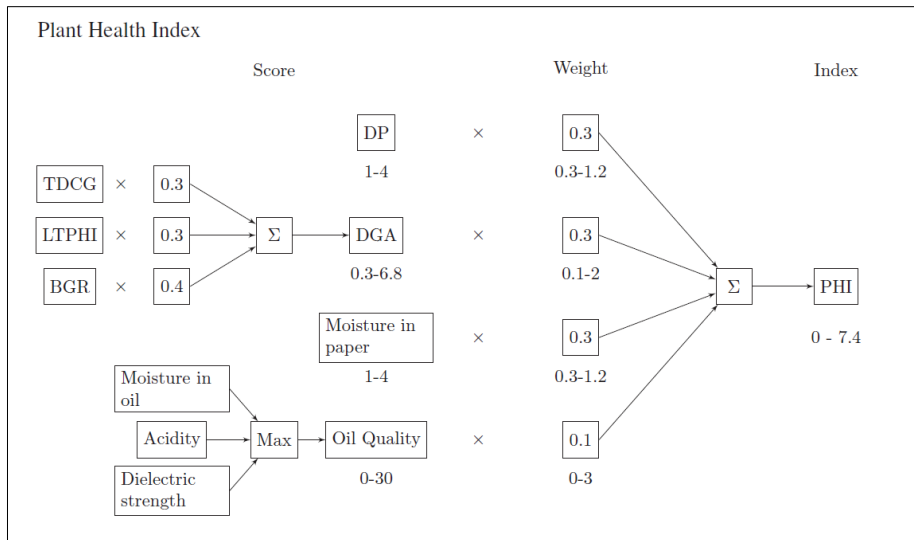 Plant Health Index
Score
Weight
Index
DP
×
0.3
1-4
0.3-1.2
TDCG
×
0.3
LTPHI
×
0.3
Σ
DGA
×
0.3
0.3-6.8
0.1-2
BGR
×
0.4
Σ
PHI
0 - 7.4
Moisture in
paper
×
0.3
1-4
0.3-1.2
Moisture in
oil
Acidity
Max
Oil Quality
×
0.1
0-30
0-3
Dielectric
strength